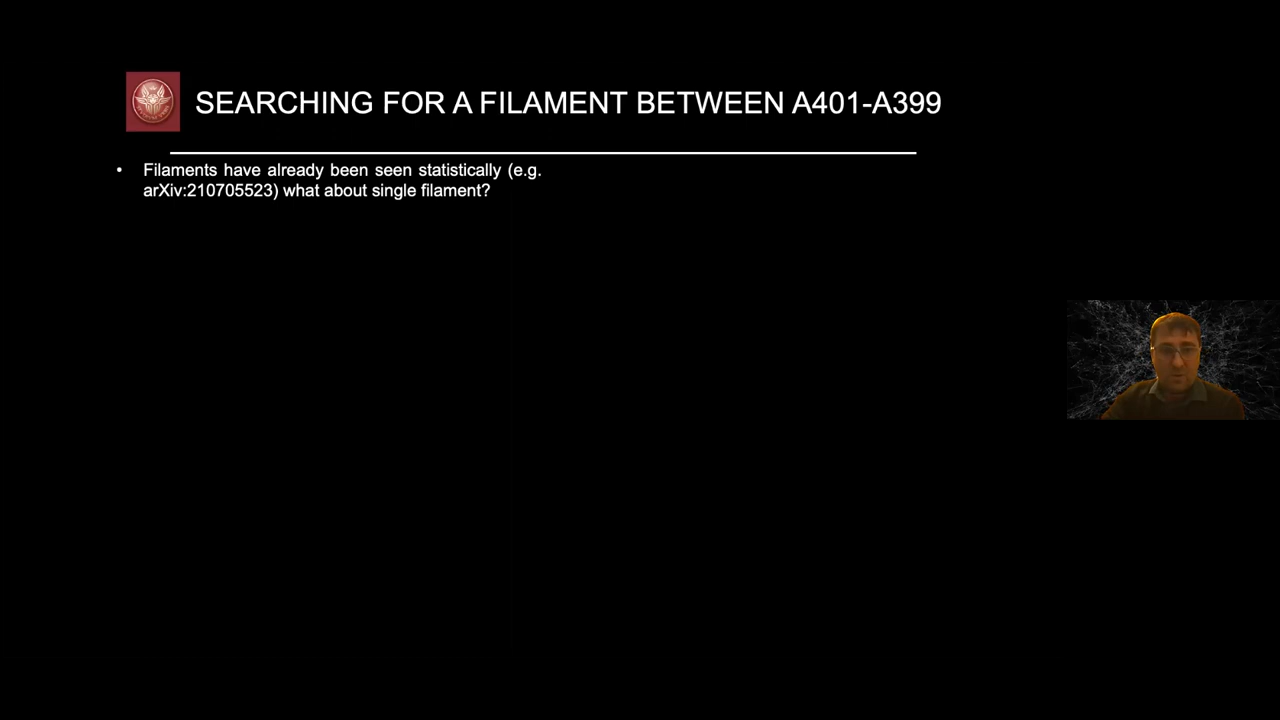 SEARCHING FOR A FILAMENT BETWEEN A401-A399
• Filaments have already been seen statistically (e.g.
arXiv:210705523) what about single filament?